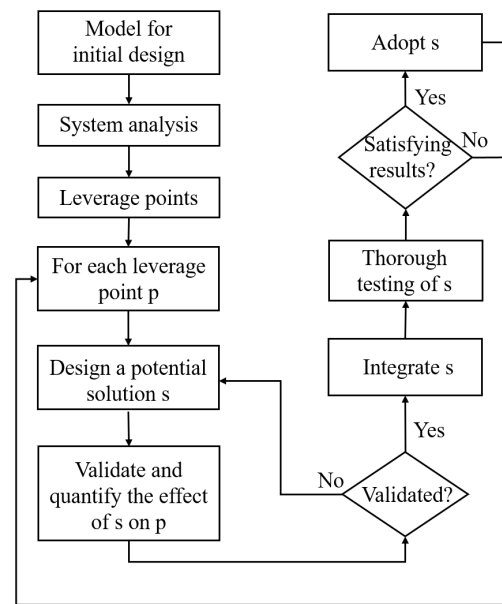 Model for
initial design
System analysis
Leverage points
For each leverage
point p
Design a potential
solution s
Validate and
quantify the effect
of s on p
Validated?
No
Yes
Integrate s
Thorough
testing of s
Satisfying
results?
No
Yes
Adopt s